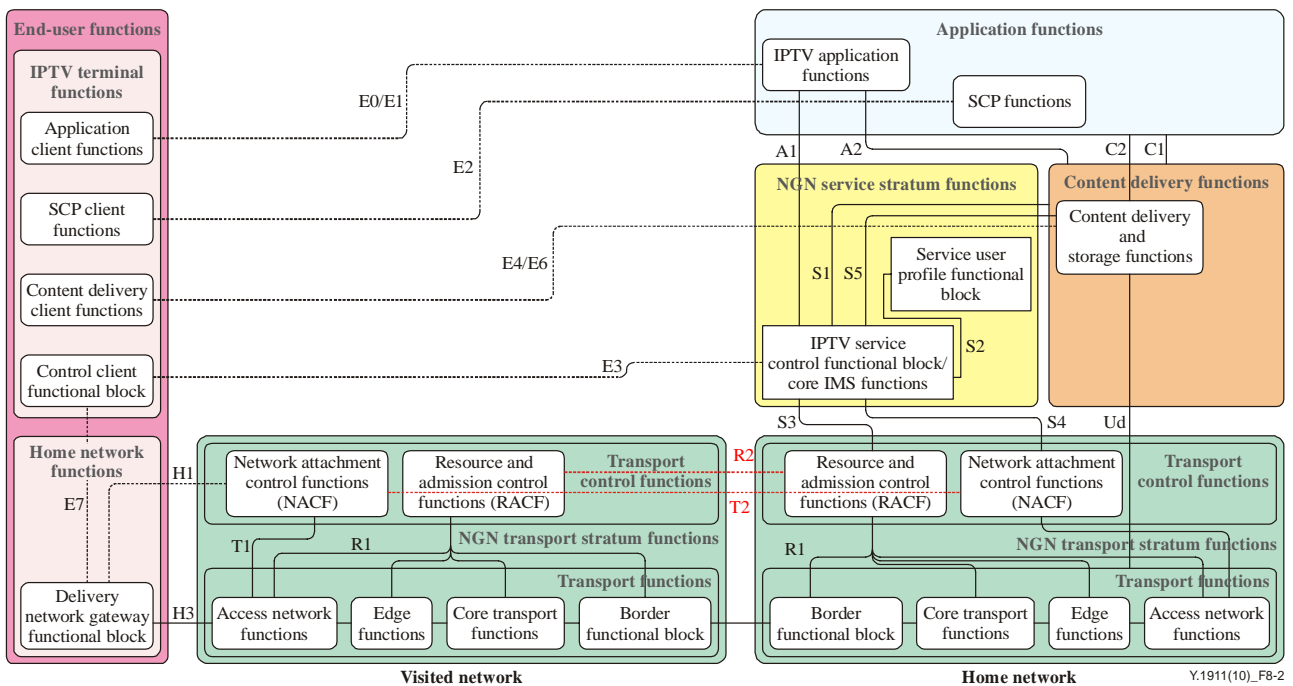 End-user functions
IPTV terminal
functions
Application
client functions
SCP client
functions
Content delivery
client functions
Control client
functional block
Home network
functions
E7
Delivery
network gateway
functional block
E0/E1
E2
E4/E6
E3
H1
H3
Application functions
IPTV application
functions
SCP functions
A1
A2
C2
C1
NGN service stratum functions
S1
S5
Service user
profile functional
block
S2
IPTV service
control functional block/
core IMS functions
Content delivery functions
Content delivery
and
storage functions
S3
S4
Ud
Network attachment
control functions
(NACF)
Resource and
admission control
functions (RACF)
Transport
control functions
T1
R1
NGN transport stratum functions
Transport functions
Access network
functions
Edge
functions
Core transport
functions
Border
functional block
Visited network
R2
T2
Resource and
admission control
functions (RACF)
Network attachment
control functions
(NACF)
Transport
control functions
R1
NGN transport stratum functions
Transport functions
Border
functional block
Core transport
functions
Edge
functions
Access network
functions
Home network
Y.1911(10)_F8-2